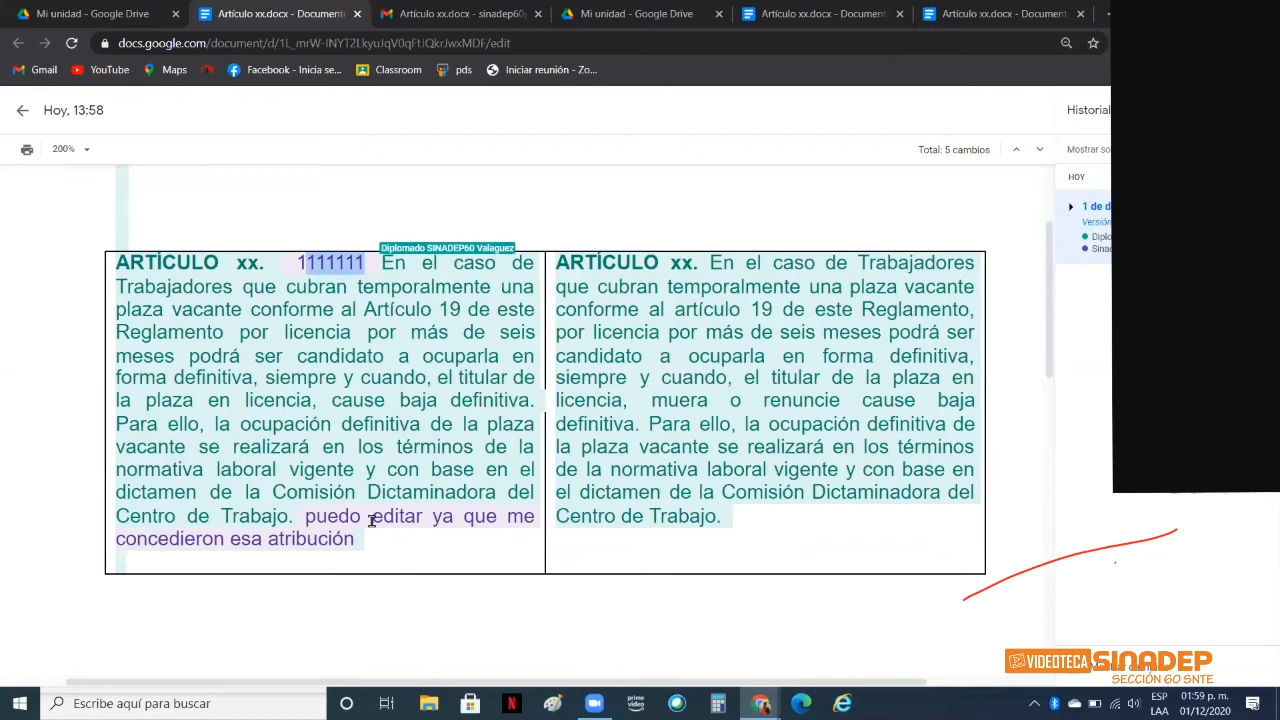 Mi unidad - Google Drive
Artículo xx.docx - Document
Artículo xx.docx - sinadep60
Mi unidad - Google Drive
Artículo xx.docx - Document
Artículo xx.docx - Document
docs.google.com/document/d/1L_mrW-INYT2LkyuJqV0qFtJQkrJwxMDF/edit
Gmail
YouTube
Maps
Facebook - Inicia se...
Classroom
pds
Iniciar reunión - Zo...
Hoy, 13:58
Historial
200%
Total: 5 cambios
Mostrar so
HOY
1 de d
Versión
Diplo
Sinad
Diplomado SINADEP60 Valaguez
ARTÍCULO xx. 11111111 En el caso de
Trabajadores que cubran temporalmente una
plaza vacante conforme al Artículo 19 de este
Reglamento por licencia por más de seis
meses podrá ser candidato a ocuparla en
forma definitiva, siempre y cuando, el titular de
la plaza en licencia, cause baja definitiva.
Para ello, la ocupación definitiva de la plaza
vacante se realizará en los términos de la
normativa laboral vigente y con base en el
dictamen de la Comisión Dictaminadora del
Centro de Trabajo. puedo editar ya que me
concedieron esa atribución
ARTÍCULO xx. En el caso de Trabajadores
que cubran temporalmente una plaza vacante
conforme al artículo 19 de este Reglamento,
por licencia por más de seis meses podrá ser
candidato a ocuparla en forma definitiva,
siempre y cuando, el titular de la plaza en
licencia, muera o renuncie cause baja
definitiva. Para ello, la ocupación definitiva de
la plaza vacante se realizará en los términos
de la normativa laboral vigente y con base en
el dictamen de la Comisión Dictaminadora del
Centro de Trabajo.
VIDEOTECA SINADEP
SECCIÓN 60 SNTE
Escribe aquí para buscar
prime video
ESP
LAA
01:59 p. m.
01/12/2020